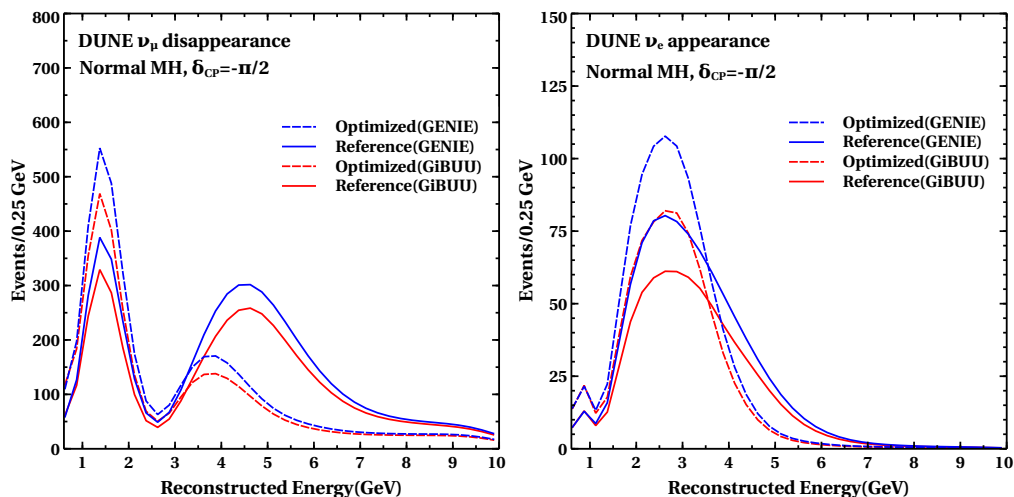 DUNE ν_μ disappearance
Normal MH, δ_CP=-π/2
Optimized(GENIE)
Reference(GENIE)
Optimized(GiBUU)
Reference(GiBUU)
Events/0.25 GeV
800
700
600
500
400
300
200
100
0
1 2 3 4 5 6 7 8 9 10
Reconstructed Energy(GeV)
DUNE ν_e appearance
Normal MH, δ_CP=-π/2
Optimized(GENIE)
Reference(GENIE)
Optimized(GiBUU)
Reference(GiBUU)
Events/0.25 GeV
150
125
100
75
50
25
0
1 2 3 4 5 6 7 8 9 10
Reconstructed Energy(GeV)